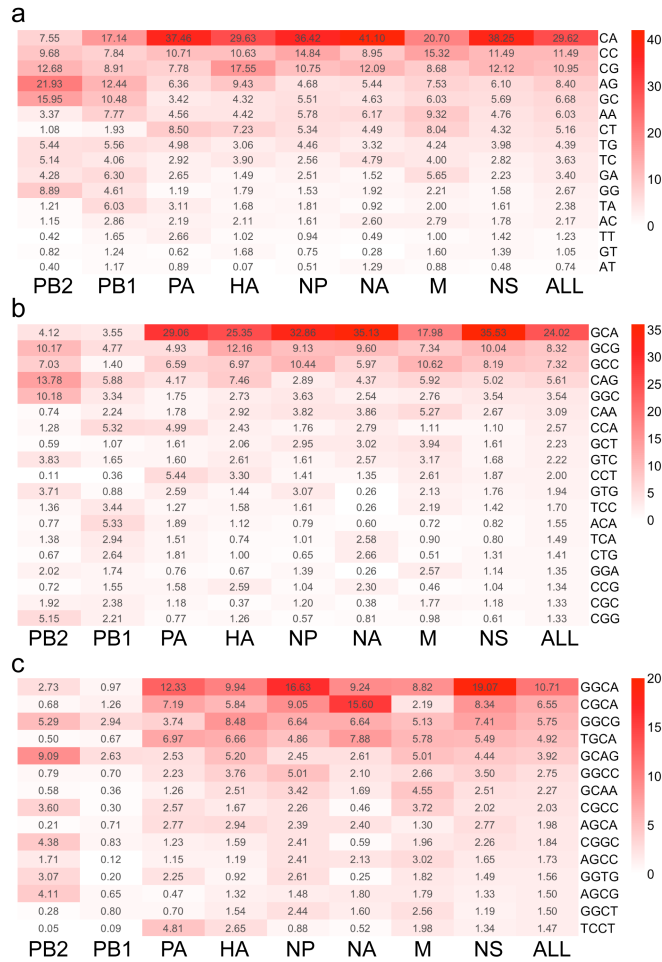 a
7.55 17.14 37.46 29.63 36.42 41.10 20.70 38.25 29.62 CA
9.68 7.84 10.71 10.63 14.84 8.95 15.32 11.49 11.49 CC
12.68 8.91 7.78 17.55 10.75 12.09 8.68 12.12 10.95 CG
21.93 12.44 6.36 9.43 4.68 5.44 7.53 6.10 8.40 AG
15.95 10.48 3.42 4.32 5.51 4.63 6.03 5.69 6.68 GC
3.37 7.77 4.56 4.42 5.78 6.17 9.32 4.76 6.03 AA
1.08 1.93 8.50 7.23 5.34 4.49 8.04 4.32 5.16 CT
5.44 5.56 4.98 3.06 4.46 3.32 4.24 3.98 4.39 TG
5.14 4.06 2.92 3.90 2.56 4.79 4.00 2.82 3.63 TC
4.28 6.30 2.65 1.49 2.51 1.52 5.65 2.23 3.40 GA
8.89 4.61 1.19 1.79 1.53 1.92 2.21 1.58 2.67 GG
1.21 6.03 3.11 1.68 1.81 0.92 2.00 1.61 2.38 TA
1.15 2.86 2.19 2.11 1.61 2.60 2.79 1.78 2.17 AC
0.42 1.65 2.66 1.02 0.94 0.49 1.00 1.42 1.23 TT
0.82 1.24 0.62 1.68 0.75 0.28 1.60 1.39 1.05 GT
0.40 1.17 0.89 0.07 0.51 1.29 0.88 0.48 0.74 AT
PB2 PB1 PA HA NP NA M NS ALL
40
30
20
10
0
b
4.12 3.55 29.06 25.35 32.86 35.13 17.98 35.53 24.02 GCA
10.17 4.77 4.93 12.16 9.13 9.60 7.34 10.04 8.32 GCG
7.03 1.40 6.59 6.97 10.44 5.97 10.62 8.19 7.32 GCC
13.78 5.88 4.17 7.46 2.89 4.37 5.92 5.02 5.61 CAG
10.18 3.34 1.75 2.73 3.63 2.54 2.76 3.54 3.54 GGC
0.74 2.24 1.78 2.92 3.82 3.86 5.27 2.67 3.09 CAA
1.28 5.32 4.99 2.43 1.76 2.79 1.11 1.10 2.57 CCA
0.59 1.07 1.61 2.06 2.95 3.02 3.94 1.61 2.23 GCT
3.83 1.65 1.60 2.61 1.61 2.57 3.17 1.68 2.22 GTC
0.11 0.36 5.44 3.30 1.41 1.35 2.61 1.87 2.00 CCT
3.71 0.88 2.59 1.44 3.07 0.26 2.13 1.76 1.94 GTG
1.36 3.44 1.27 1.58 1.61 0.26 2.19 1.42 1.70 TCC
0.77 5.33 1.89 1.12 0.79 0.60 0.72 0.82 1.55 ACA
1.38 2.94 1.51 0.74 1.01 2.58 0.90 0.80 1.49 TCA
0.67 2.64 1.81 1.00 0.65 2.66 0.51 1.31 1.41 CTG
2.02 1.74 0.76 0.67 1.39 0.26 2.57 1.14 1.35 GGA
0.72 1.55 1.58 2.59 1.04 2.30 0.46 1.04 1.34 CCG
1.92 2.38 1.18 0.37 1.20 0.38 1.77 1.18 1.33 CGC
5.15 2.21 0.77 1.26 0.57 0.81 0.98 0.61 1.33 CGG
PB2 PB1 PA HA NP NA M NS ALL
35
30
25
20
15
10
5
0
c
2.73 0.97 12.33 9.94 16.63 9.24 8.82 19.07 10.71 GGCA
0.68 1.26 7.19 5.84 9.05 15.60 2.19 8.34 6.55 CGCA
5.29 2.94 3.74 8.48 6.64 6.64 5.13 7.41 5.75 GGCG
0.50 0.67 6.97 6.66 4.86 7.88 5.78 5.49 4.92 TGCA
9.09 2.63 2.53 5.20 2.45 2.61 5.01 4.44 3.92 GCAG
0.79 0.70 2.23 3.76 5.01 2.10 2.66 3.50 2.75 GGCC
0.58 0.36 1.26 2.51 3.42 1.69 4.55 2.51 2.27 GCAA
3.60 0.30 2.57 1.67 2.26 0.46 3.72 2.02 2.03 CGCC
0.21 0.71 2.77 2.94 2.39 2.40 1.30 2.77 1.98 AGCA
4.38 0.83 1.23 1.59 2.41 0.59 1.96 2.26 1.84 CGGC
1.71 0.12 1.15 1.19 2.41 2.13 3.02 1.65 1.73 AGCC
3.07 0.20 2.25 0.92 2.61 0.25 1.82 1.49 1.56 GGTG
4.11 0.65 0.47 1.32 1.48 1.80 1.79 1.33 1.50 AGCG
0.28 0.80 0.70 1.54 2.44 1.60 2.56 1.19 1.50 GGCT
0.05 0.09 4.81 2.65 0.88 0.52 1.98 1.34 1.47 TCCT
PB2 PB1 PA HA NP NA M NS ALL
20
15
10
5
0